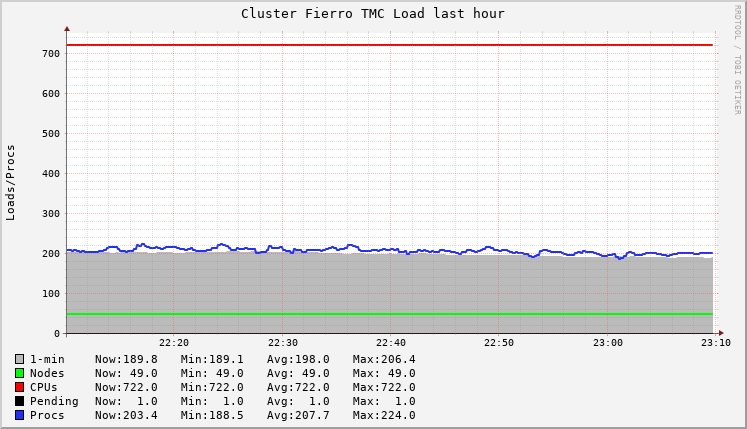 Cluster Fierro TMC Load last hour
RRDTOOL / TOBI OETIKER
Loads/Procs
700
600
500
400
300
200
100
0
22:20 22:30 22:40 22:50 23:00 23:10
1-min Now:189.8 Min:189.1 Avg:198.0 Max:206.4
Nodes Now: 49.0 Min: 49.0 Avg: 49.0 Max: 49.0
CPUs Now:722.0 Min:722.0 Avg:722.0 Max:722.0
Pending Now: 1.0 Min: 1.0 Avg: 1.0 Max: 1.0
Procs Now:203.4 Min:188.5 Avg:207.7 Max:224.0